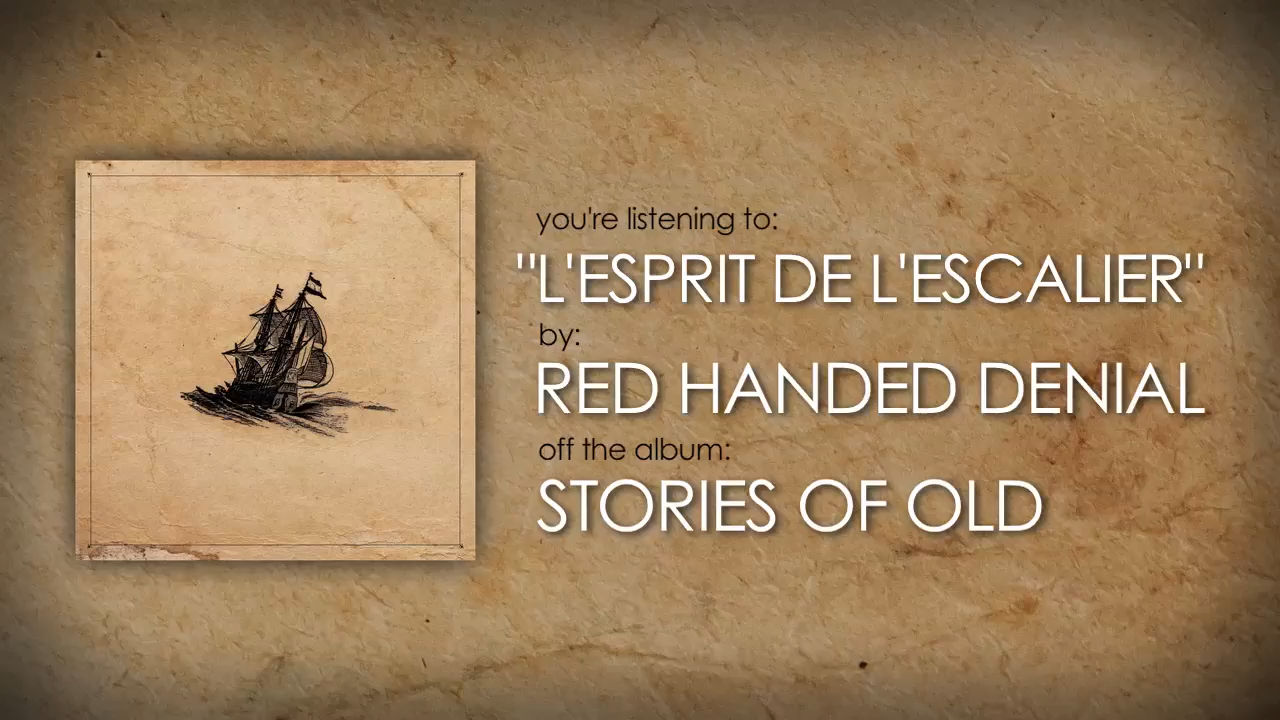 you're listening to:
"L'ESPRIT DE L'ESCALIER"
by:
RED HANDED DENIAL
off the album:
STORIES OF OLD